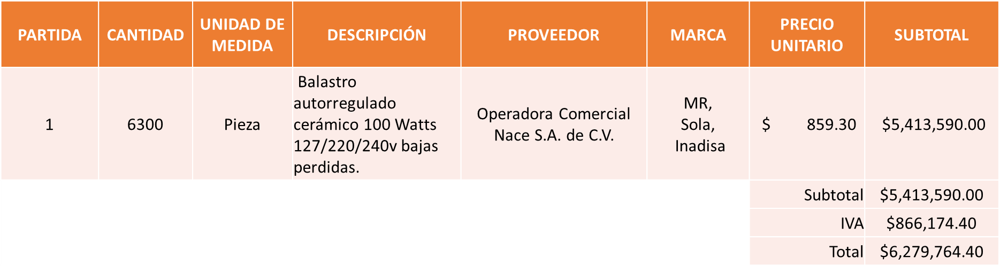 PARTIDA
CANTIDAD
UNIDAD DE
MEDIDA
DESCRIPCIÓN
PROVEEDOR
MARCA
PRECIO
UNITARIO
SUBTOTAL
1
6300
Pieza
Balastro
autorregulado
cerámico 100 Watts
127/220/240v bajas
perdidas.
Operadora Comercial
Nace S.A. de C.V.
MR,
Sola,
Inadisa
$ 859.30
$5,413,590.00
Subtotal $5,413,590.00
IVA $866,174.40
Total $6,279,764.40